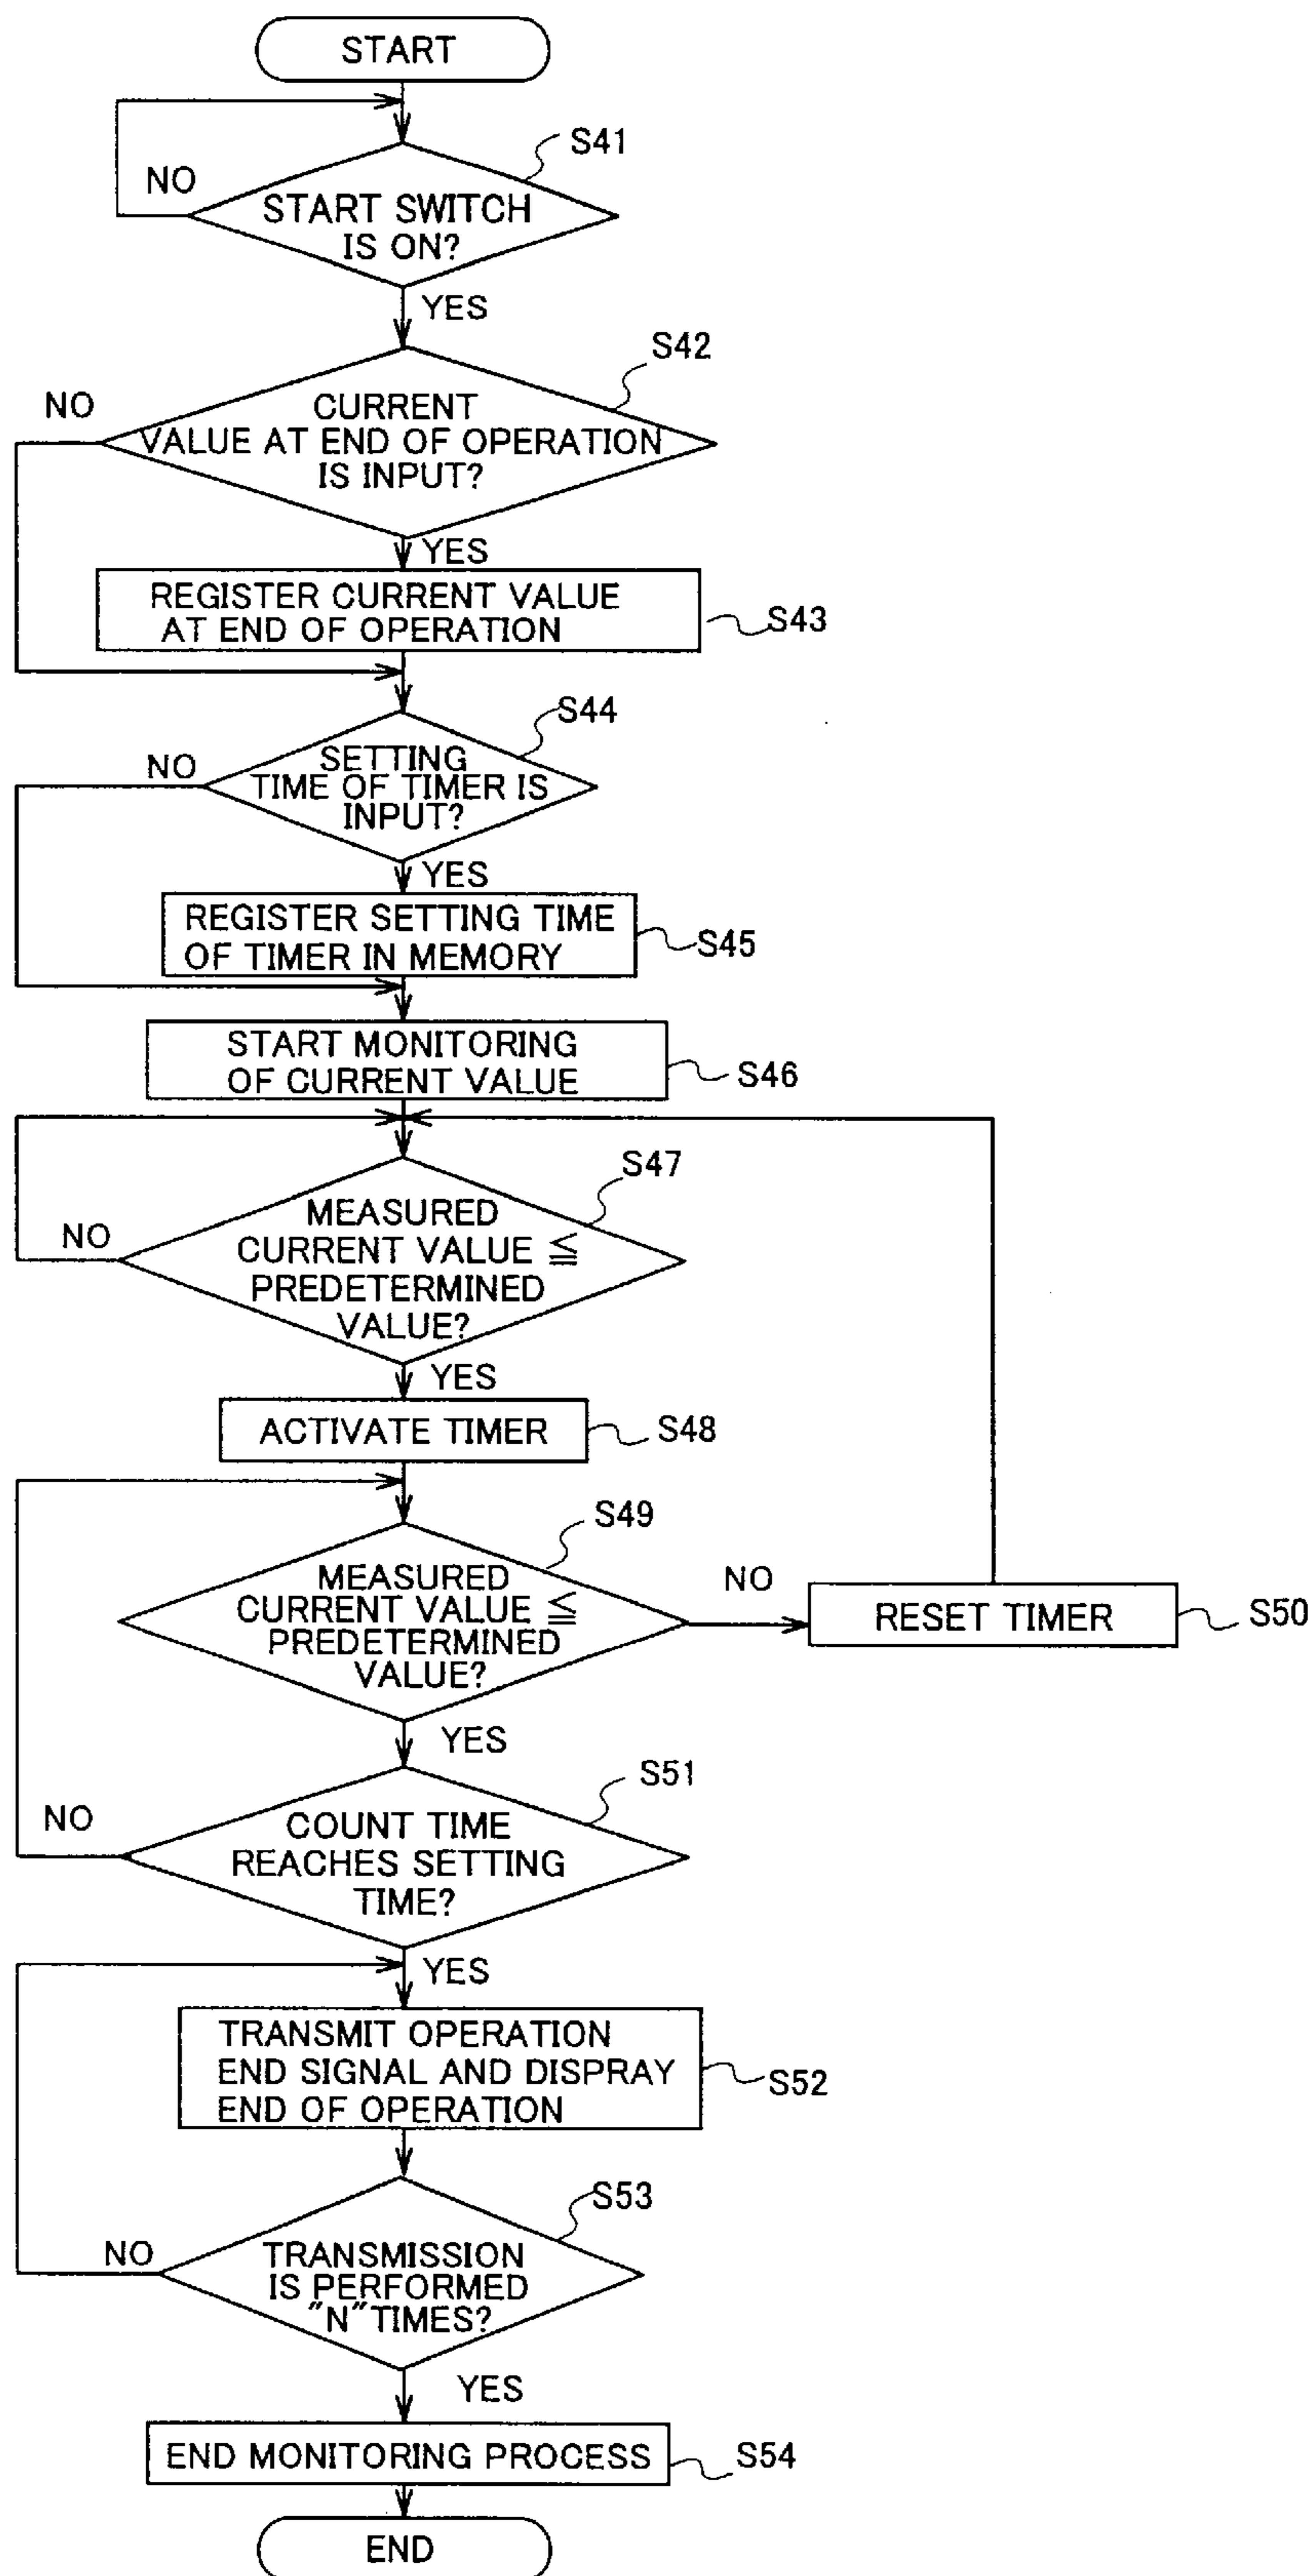 START
S41
NO
START SWITCH
IS ON?
YES
S42
NO
CURRENT
VALUE AT END OF OPERATION
IS INPUT?
YES
REGISTER CURRENT VALUE
AT END OF OPERATION
S43
S44
NO
SETTING
TIME OF TIMER IS
INPUT?
YES
REGISTER SETTING TIME
OF TIMER IN MEMORY
S45
START MONITORING
OF CURRENT VALUE
S46
S47
NO
MEASURED
CURRENT VALUE ≦
PREDETERMINED
VALUE?
YES
ACTIVATE TIMER
S48
S49
MEASURED
CURRENT VALUE ≦
PREDETERMINED
VALUE?
NO
RESET TIMER
S50
YES
S51
NO
COUNT TIME
REACHES SETTING
TIME?
YES
TRANSMIT OPERATION
END SIGNAL AND DISPRAY
END OF OPERATION
S52
S53
NO
TRANSMISSION
IS PERFORMED
"N"TIMES?
YES
END MONITORING PROCESS
S54
END